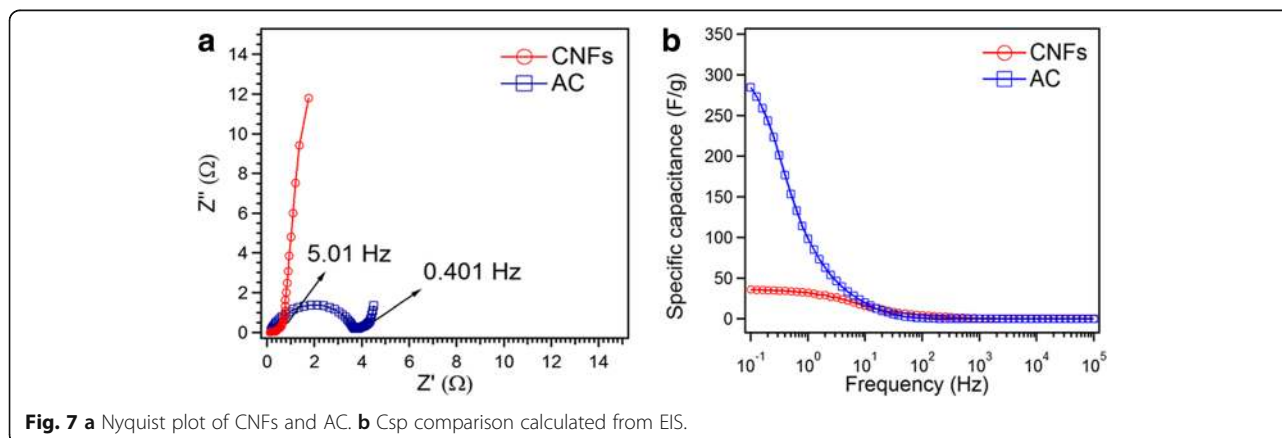 a
CNFs
AC
14
12
10
8
6
4
2
0
Z'' (Ω)
5.01 Hz
0.401 Hz
0 2 4 6 8 10 12 14
Z' (Ω)
b
CNFs
AC
350
300
250
200
150
100
50
0
Specific capacitance (F/g)
10⁻¹ 10⁰ 10¹ 10² 10³ 10⁴ 10⁵
Frequency (Hz)
Fig. 7 a Nyquist plot of CNFs and AC. b Csp comparison calculated from EIS.